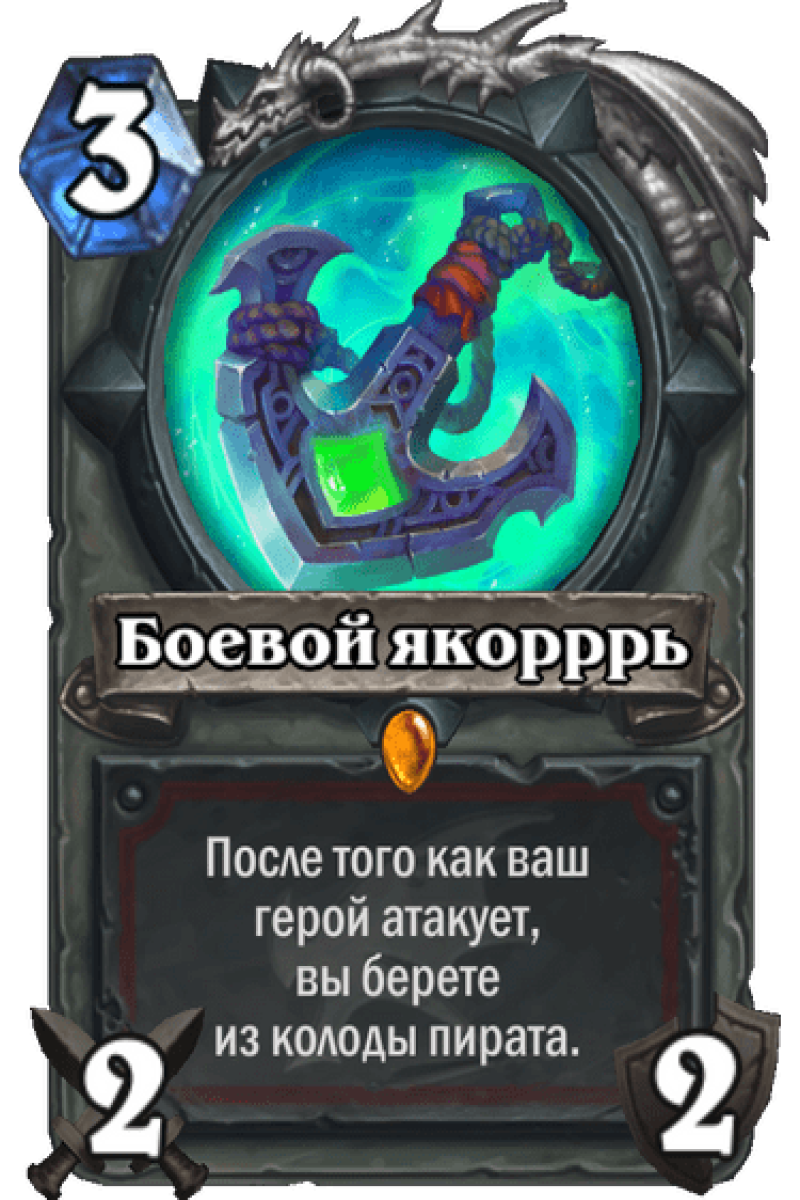 3
Боевой якорррь
После того как ваш
герой атакует,
вы берете
из колоды пирата.
2
2